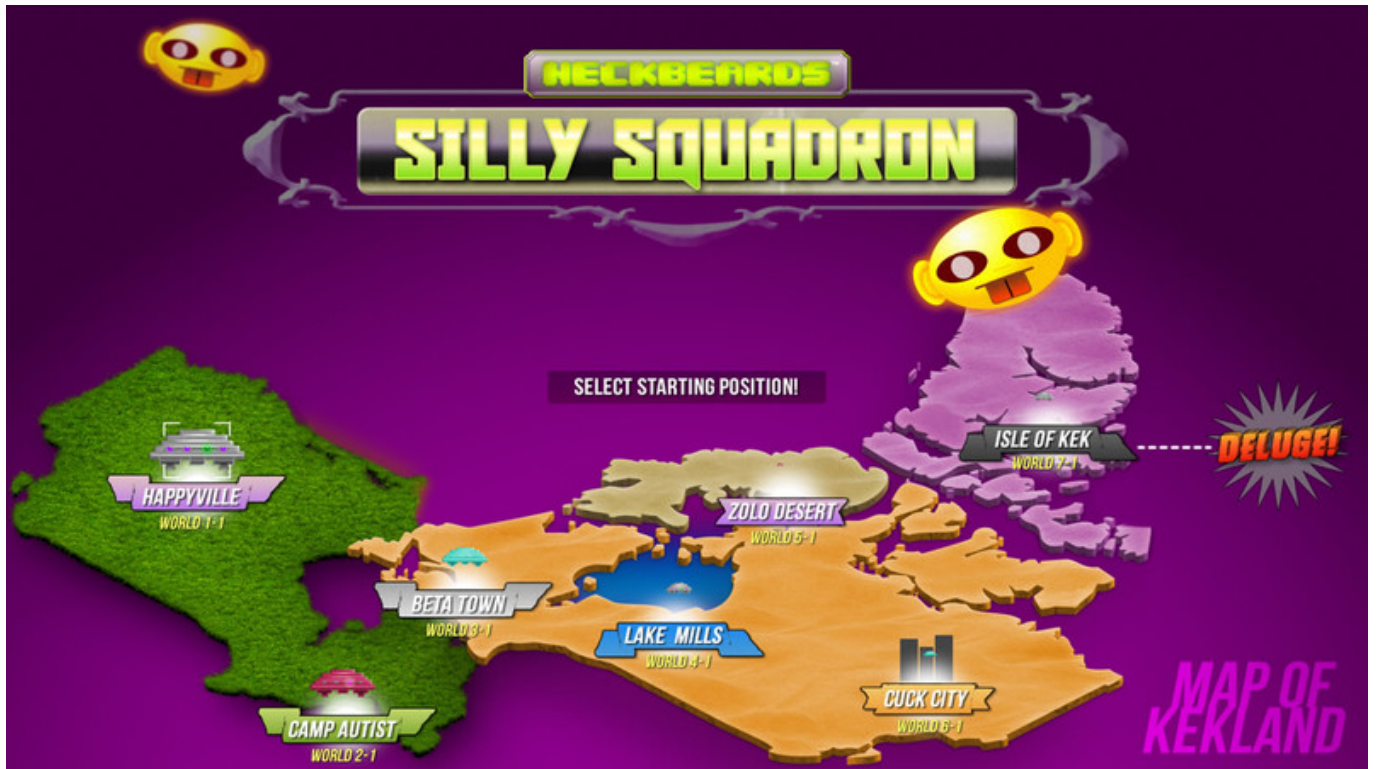 HECKBEARDS™
SILLY SQUADRON
SELECT STARTING POSITION!
ISLE OF KEK
WORLD 7-1
DELUGE!
HAPPYVILLE
WORLD 1-1
ZOLO DESERT
WORLD 5-1
BETA TOWN
WORLD 3-1
LAKE MILLS
WORLD 4-1
CUCK CITY
WORLD 6-1
CAMP AUTIST
WORLD 2-1
MAP OF
KEKLAND